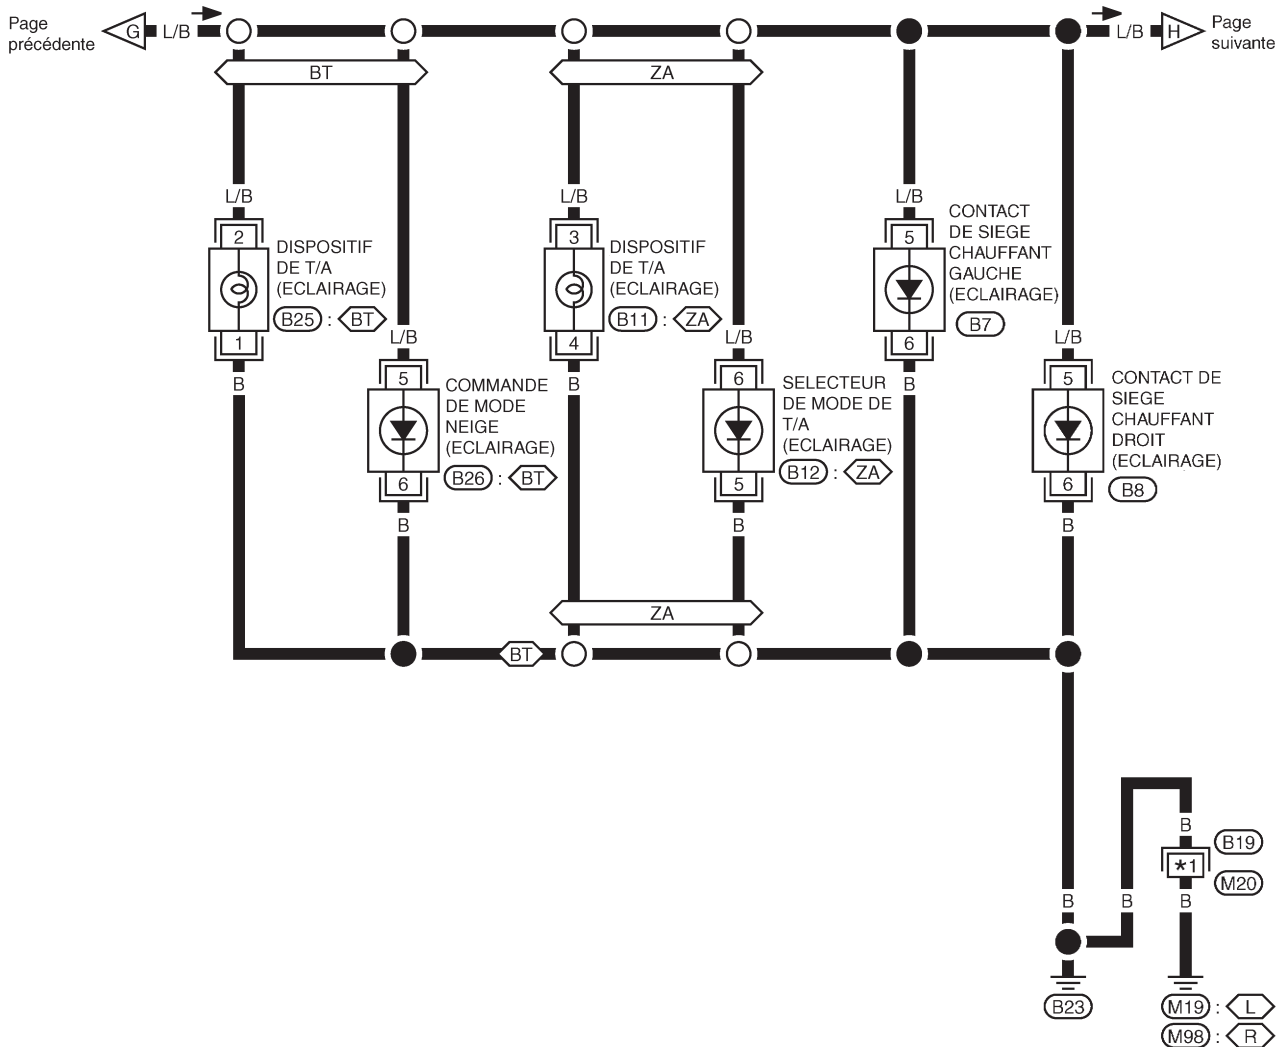 Page
précédente
G
L/B
L/B
H
Page
suivante
BT
ZA
L/B
2
DISPOSITIF
DE T/A
(ECLAIRAGE)
B25 : BT
1
B
L/B
5
COMMANDE
DE MODE
NEIGE
(ECLAIRAGE)
B26 : BT
6
B
L/B
3
DISPOSITIF
DE T/A
(ECLAIRAGE)
B11 : ZA
4
B
L/B
6
SELECTEUR
DE MODE DE
T/A
(ECLAIRAGE)
B12 : ZA
5
B
L/B
5
CONTACT
DE SIEGE
CHAUFFANT
GAUCHE
(ECLAIRAGE)
B7
6
B
L/B
5
CONTACT DE
SIEGE
CHAUFFANT
DROIT
(ECLAIRAGE)
B8
6
B
ZA
BT
B
B19
*1
M20
B
B
B
B23
M19 : L
M98 : R